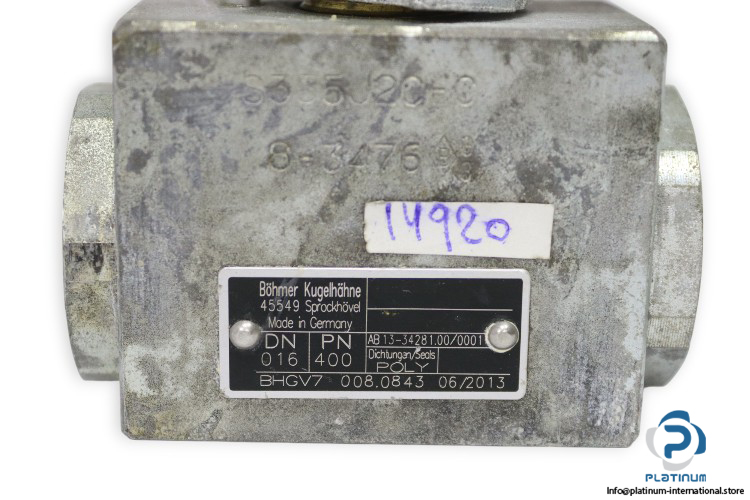 S355J2C+C
8-3476
14920
Böhmer Kugelhähne
45549 Sprockhövel
Made in Germany
DN PN
016 400
AB 13-34281.00/0001
Dichtungen/Seals
POLY
BHGV7 008.0843 06/2013
PLATINUM
Info@platinum-international.store